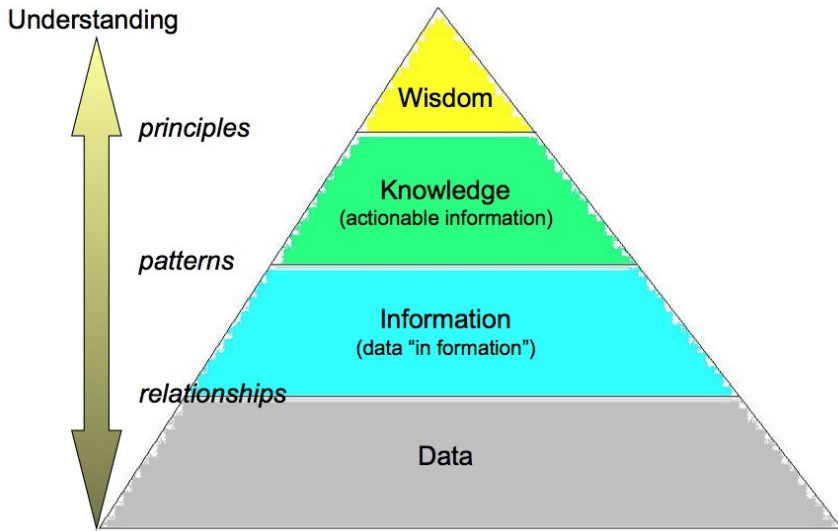 Understanding
Wisdom
principles
Knowledge
(actionable information)
patterns
Information
(data “in formation”)
relationships
Data